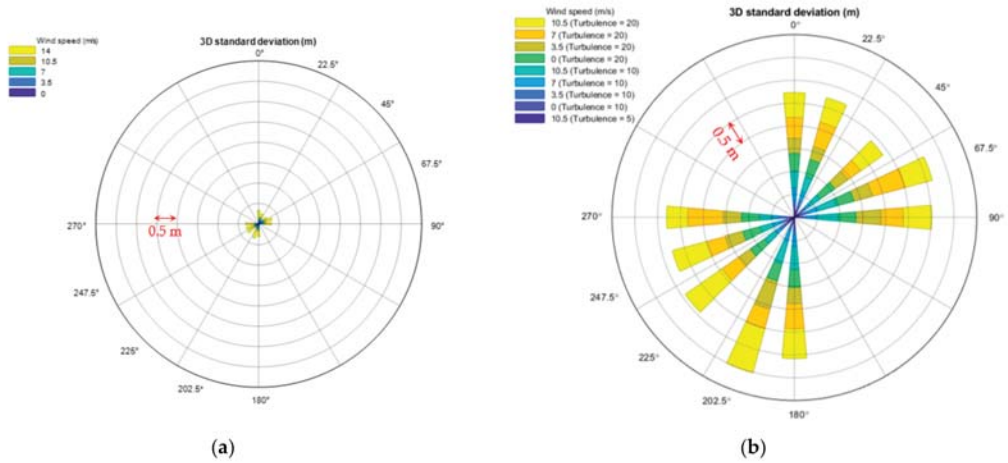 3D standard deviation (m)
Wind speed (m/s)
14
10.5
7
3.5
0
0°
22.5°
45°
67.5°
90°
180°
202.5°
225°
247.5°
270°
0.5 m
(a)
3D standard deviation (m)
Wind speed (m/s)
10.5 (Turbulence = 20)
7 (Turbulence = 20)
3.5 (Turbulence = 20)
0 (Turbulence = 20)
10.5 (Turbulence = 10)
7 (Turbulence = 10)
3.5 (Turbulence = 10)
0 (Turbulence = 10)
10.5 (Turbulence = 5)
0°
22.5°
45°
67.5°
90°
180°
202.5°
225°
247.5°
270°
0.5 m
(b)